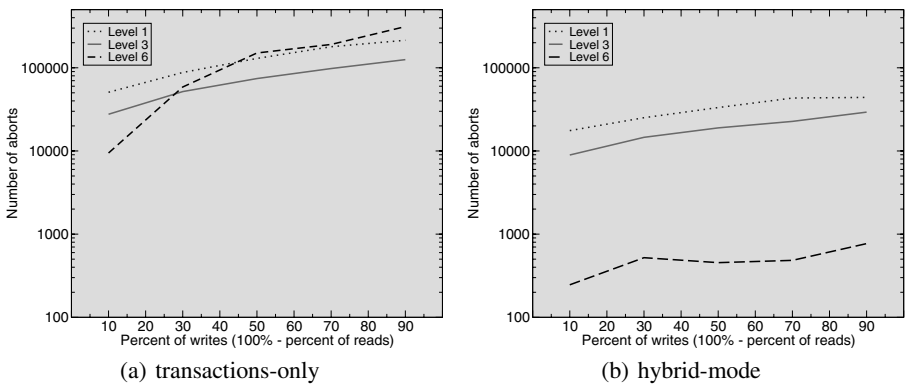 Level 1
Level 3
Level 6
100000
10000
1000
100
Number of aborts
10 20 30 40 50 60 70 80 90
Percent of writes (100% - percent of reads)
(a) transactions-only
Level 1
Level 3
Level 6
100000
10000
1000
100
Number of aborts
10 20 30 40 50 60 70 80 90
Percent of writes (100% - percent of reads)
(b) hybrid-mode